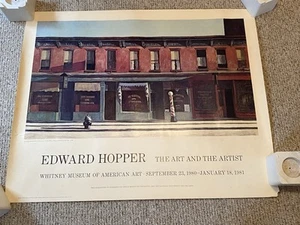 EDWARD HOPPER THE ART AND THE ARTIST
WHITNEY MUSEUM OF AMERICAN ART · SEPTEMBER 23, 1980–JANUARY 18, 1981